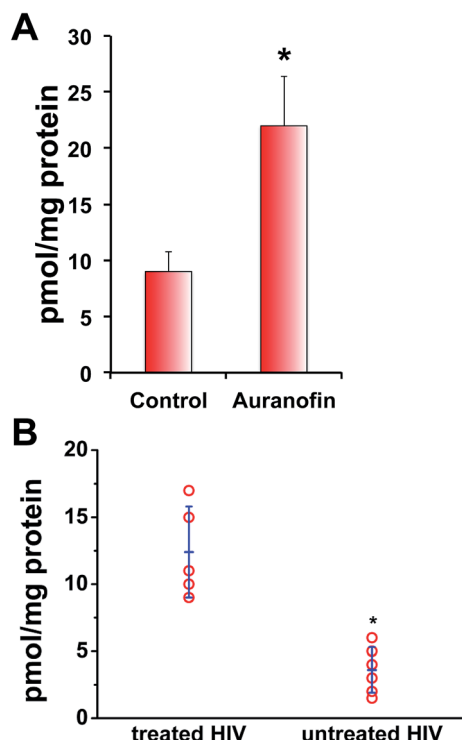 A
pmol/mg protein
30
25
20
15
10
5
0
*
Control Auranofin
B
pmol/mg protein
20
15
10
5
0
*
treated HIV untreated HIV